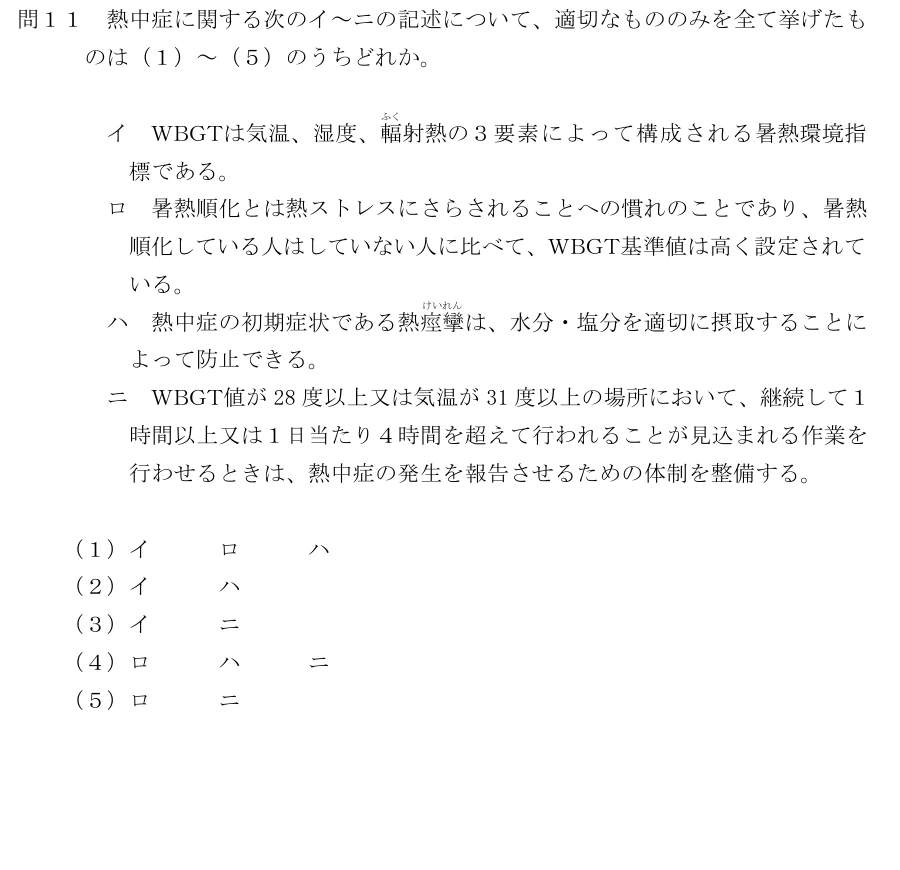 問１１　熱中症に関する次のイ～ニの記述について、適切なもののみを全て挙げたも
のは（１）～（５）のうちどれか。
ふく
イ　WBGTは気温、湿度、輻射熱の３要素によって構成される暑熱環境指
標である。
ロ　暑熱順化とは熱ストレスにさらされることへの慣れのことであり、暑熱
順化している人はしていない人に比べて、WBGT基準値は高く設定されて
いる。
けいれん
ハ　熱中症の初期症状である熱痙攣は、水分・塩分を適切に摂取することに
よって防止できる。
ニ　WBGT値が 28 度以上又は気温が 31 度以上の場所において、継続して１
時間以上又は１日当たり４時間を超えて行われることが見込まれる作業を
行わせるときは、熱中症の発生を報告させるための体制を整備する。
（１）イ　　　ロ　　　ハ
（２）イ　　　ハ
（３）イ　　　ニ
（４）ロ　　　ハ　　　ニ
（５）ロ　　　ニ